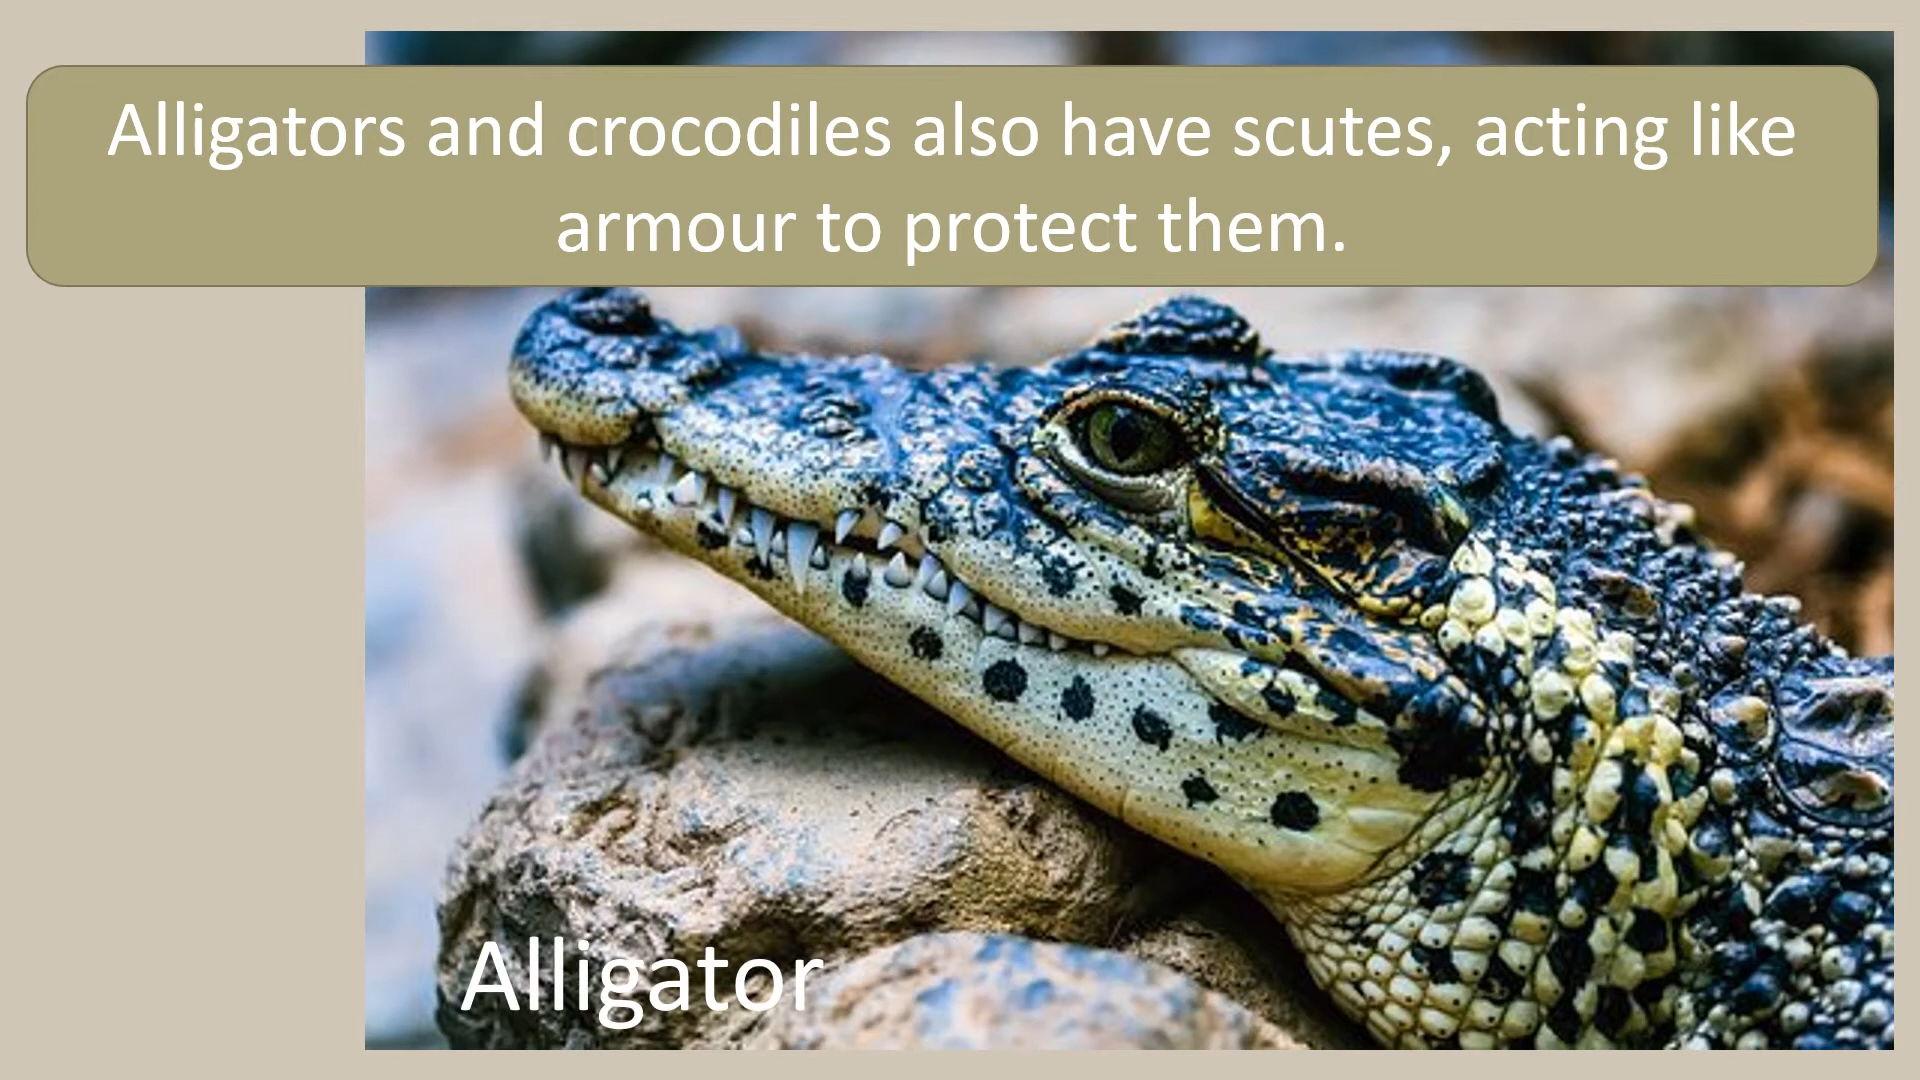 Alligators and crocodiles also have scutes, acting like
armour to protect them.
Alligator